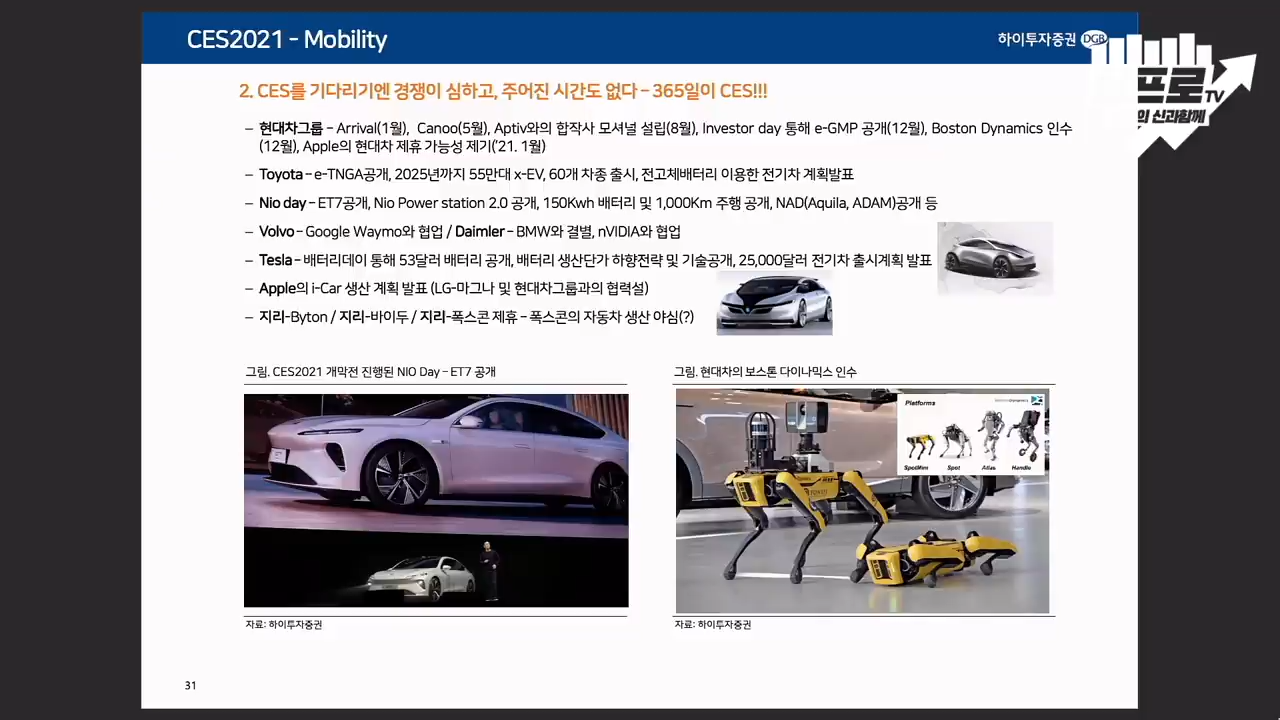 CES2021 - Mobility
하이투자증권 DGB
프로TV
의 신과함께
2. CES를 기다리기엔 경쟁이 심하고, 주어진 시간도 없다 – 365일이 CES!!!
– 현대차그룹 – Arrival(1월), Canoo(5월), Aptiv와의 합작사 모셔널 설립(8월), Investor day 통해 e-GMP 공개(12월), Boston Dynamics 인수
(12월), Apple의 현대차 제휴 가능성 제기('21. 1월)
– Toyota – e-TNGA공개, 2025년까지 55만대 x-EV, 60개 차종 출시, 전고체배터리 이용한 전기차 계획발표
– Nio day – ET7공개, Nio Power station 2.0 공개, 150Kwh 배터리 및 1,000Km 주행 공개, NAD(Aquila, ADAM)공개 등
– Volvo – Google Waymo와 협업 / Daimler – BMW와 결별, nVIDIA와 협업
– Tesla – 배터리데이 통해 53달러 배터리 공개, 배터리 생산단가 하향전략 및 기술공개, 25,000달러 전기차 출시계획 발표
– Apple의 i-Car 생산 계획 발표 (LG-마그나 및 현대차그룹과의 협력설)
– 지리-Byton / 지리-바이두 / 지리-폭스콘 제휴 – 폭스콘의 자동차 생산 야심(?)
그림. CES2021 개막전 진행된 NIO Day – ET7 공개
그림. 현대차의 보스톤 다이나믹스 인수
Platforms
SpotMini Spot Atlas Handle
자료: 하이투자증권
자료: 하이투자증권
31